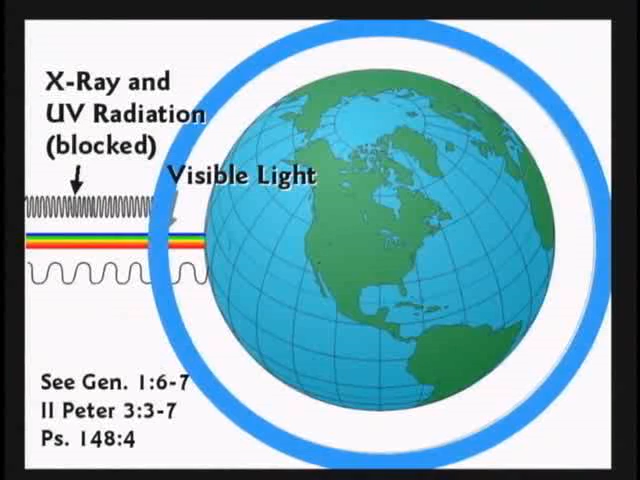 X-Ray and
UV Radiation
(blocked)
Visible Light
See Gen. 1:6-7
II Peter 3:3-7
Ps. 148:4